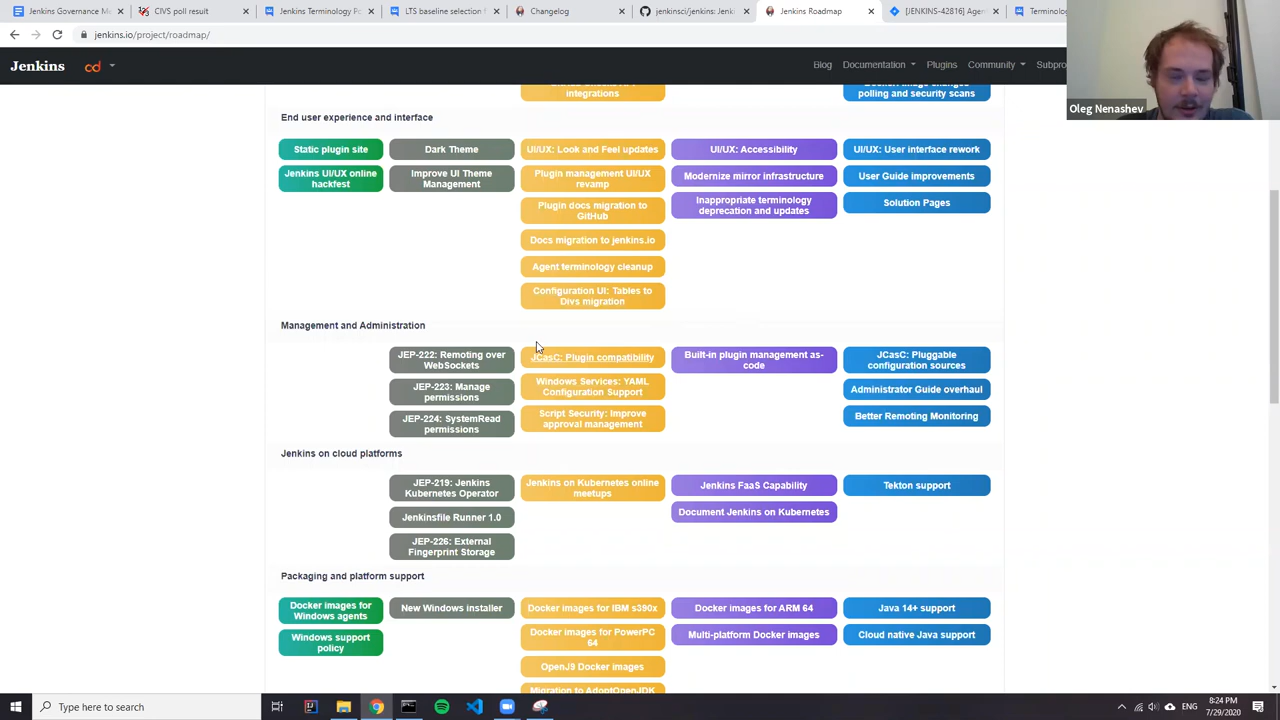 Jenkins Governance M
CIVS poll result
Jenkins Terminology Po
LTS baseline selection f
Changelog
jenkinsci/jenkins: Jenki
Jenkins Roadmap
[JENKINS-42816] Agen
Terminolo
jenkins.io/project/roadmap/
Jenkins
cd
Blog
Documentation
Plugins
Community
Subpro
Oleg Nenashev
integrations
polling and security scans
End user experience and interface
Static plugin site
Dark Theme
UI/UX: Look and Feel updates
UI/UX: Accessibility
UI/UX: User interface rework
Jenkins UI/UX online
hackfest
Improve UI Theme
Management
Plugin management UI/UX
revamp
Modernize mirror infrastructure
User Guide improvements
Plugin docs migration to
GitHub
Inappropriate terminology
deprecation and updates
Solution Pages
Docs migration to jenkins.io
Agent terminology cleanup
Configuration UI: Tables to
Divs migration
Management and Administration
JEP-222: Remoting over
WebSockets
JCasC: Plugin compatibility
Built-in plugin management as-
code
JCasC: Pluggable
configuration sources
JEP-223: Manage
permissions
Windows Services: YAML
Configuration Support
Administrator Guide overhaul
JEP-224: SystemRead
permissions
Script Security: Improve
approval management
Better Remoting Monitoring
Jenkins on cloud platforms
JEP-219: Jenkins
Kubernetes Operator
Jenkins on Kubernetes online
meetups
Jenkins FaaS Capability
Tekton support
Jenkinsfile Runner 1.0
Document Jenkins on Kubernetes
JEP-226: External
Fingerprint Storage
Packaging and platform support
Docker images for
Windows agents
New Windows installer
Docker images for IBM s390x
Docker images for ARM 64
Java 14+ support
Windows support
policy
Docker images for PowerPC
64
Multi-platform Docker images
Cloud native Java support
OpenJ9 Docker images
Migration to AdoptOpenJDK
Type here to search
ENG
8:24 PM
7/29/2020